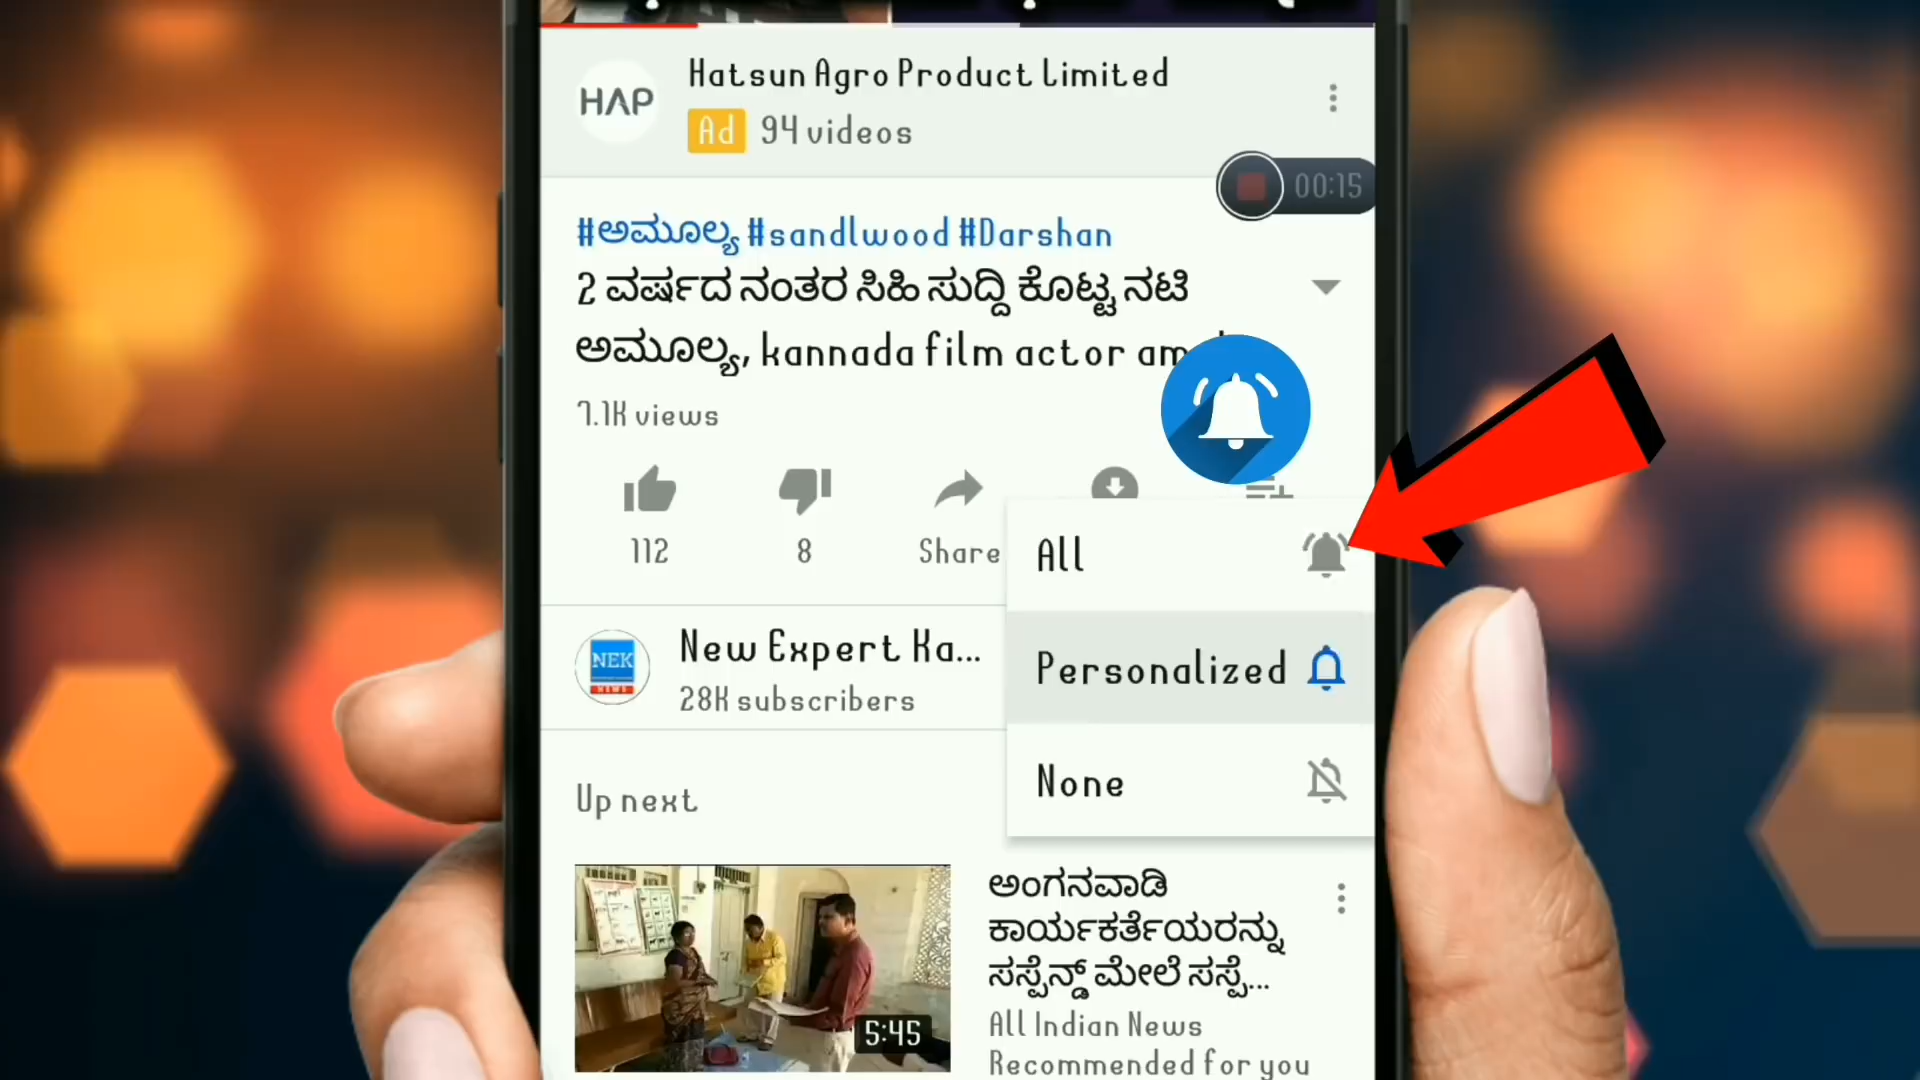 HAP
Hatsun Agro Product Limited
Ad 94 videos
00:15
#ಅಮೂಲ್ಯ #sandlwood #Darshan
2 ವರ್ಷದ ನಂತರ ಸಿಹಿ ಸುದ್ದಿ ಕೊಟ್ಟ ನಟಿ
ಅಮೂಲ್ಯ, kannada film actor am
7.1K views
112
8
Share
All
Personalized
None
NEK
NEWS
New Expert Ka...
28K subscribers
Up next
5:45
ಅಂಗನವಾಡಿ
ಕಾರ್ಯಕರ್ತೆಯರನ್ನು
ಸಸ್ಪೆನ್ಡ್ ಮೇಲೆ ಸಸ್ಪೆ...
All Indian News
Recommended for you